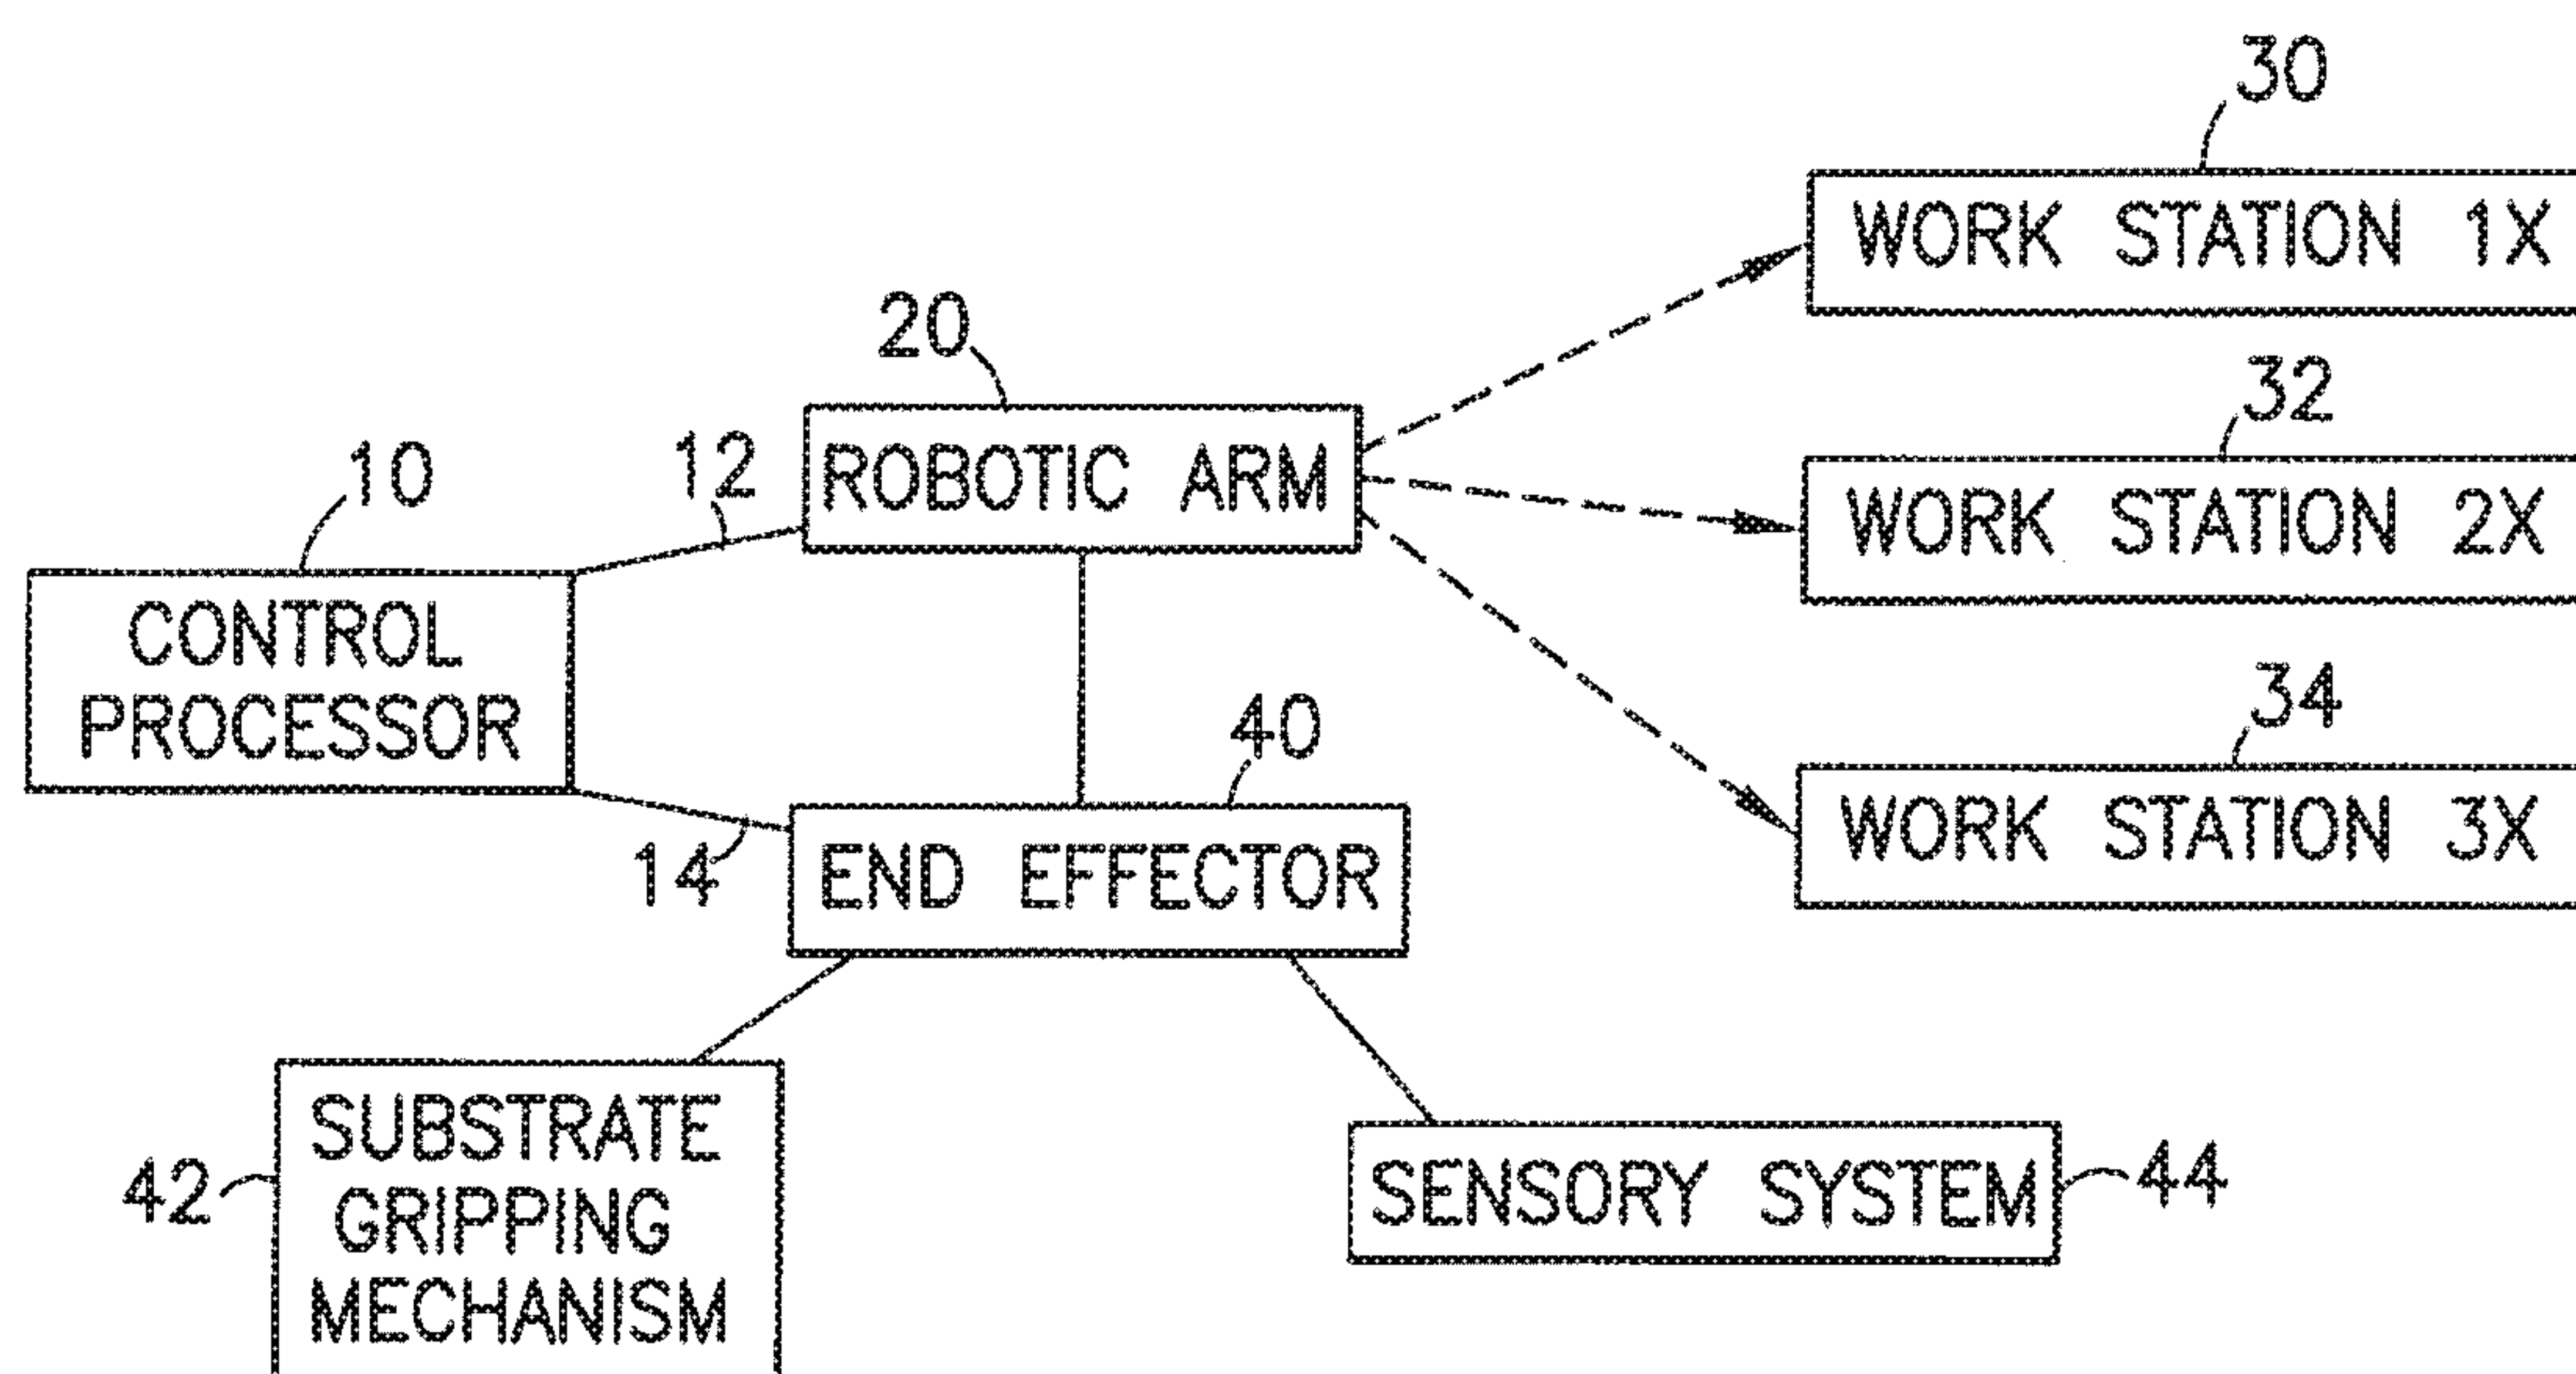 30
WORK STATION 1X
20
32
ROBOTIC ARM
12
10
WORK STATION 2X
CONTROL
PROCESSOR
34
40
WORK STATION 3X
14
END EFFECTOR
SUBSTRATE
GRIPPING
MECHANISM
42
SENSORY SYSTEM
44